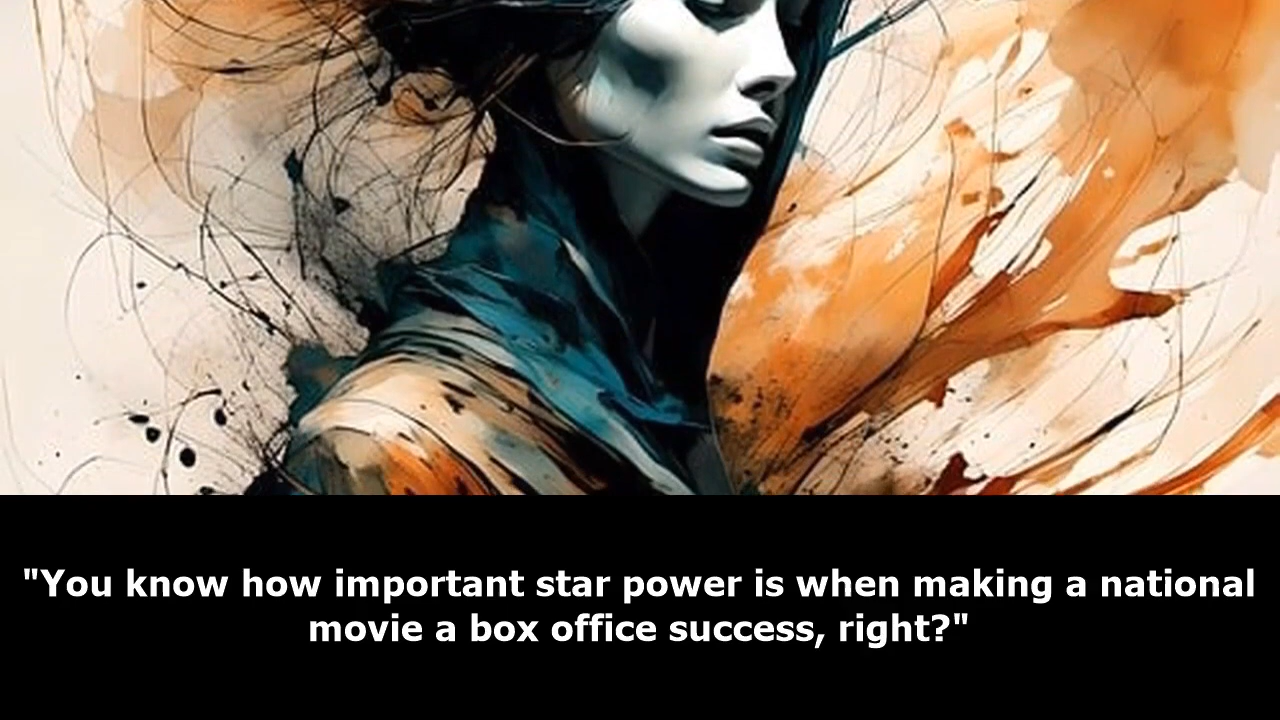 "You know how important star power is when making a national
movie a box office success, right?"